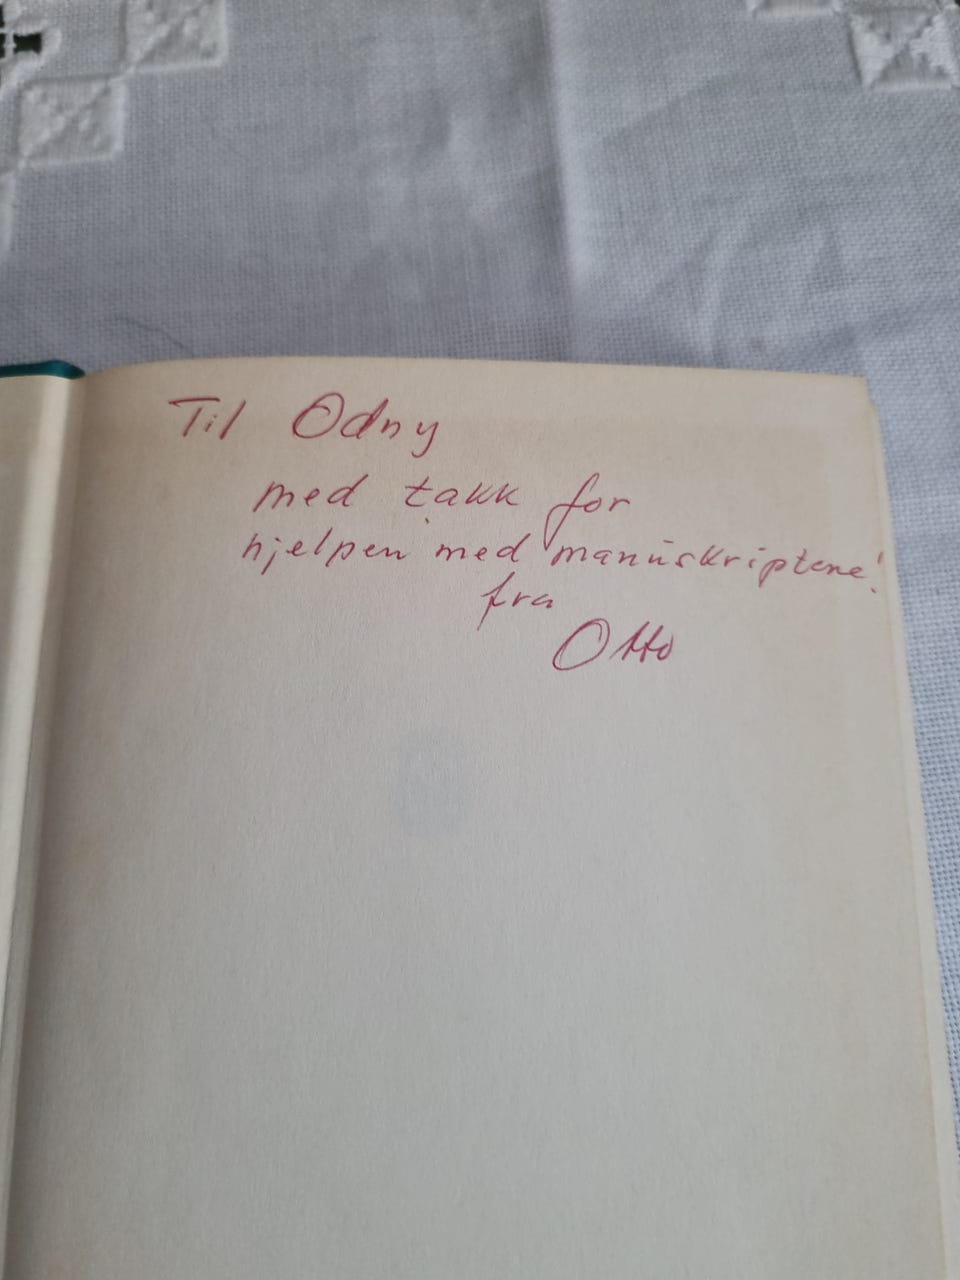 Til Odny
med takk for
hjelpen med manuskriptene!
fra
Otto